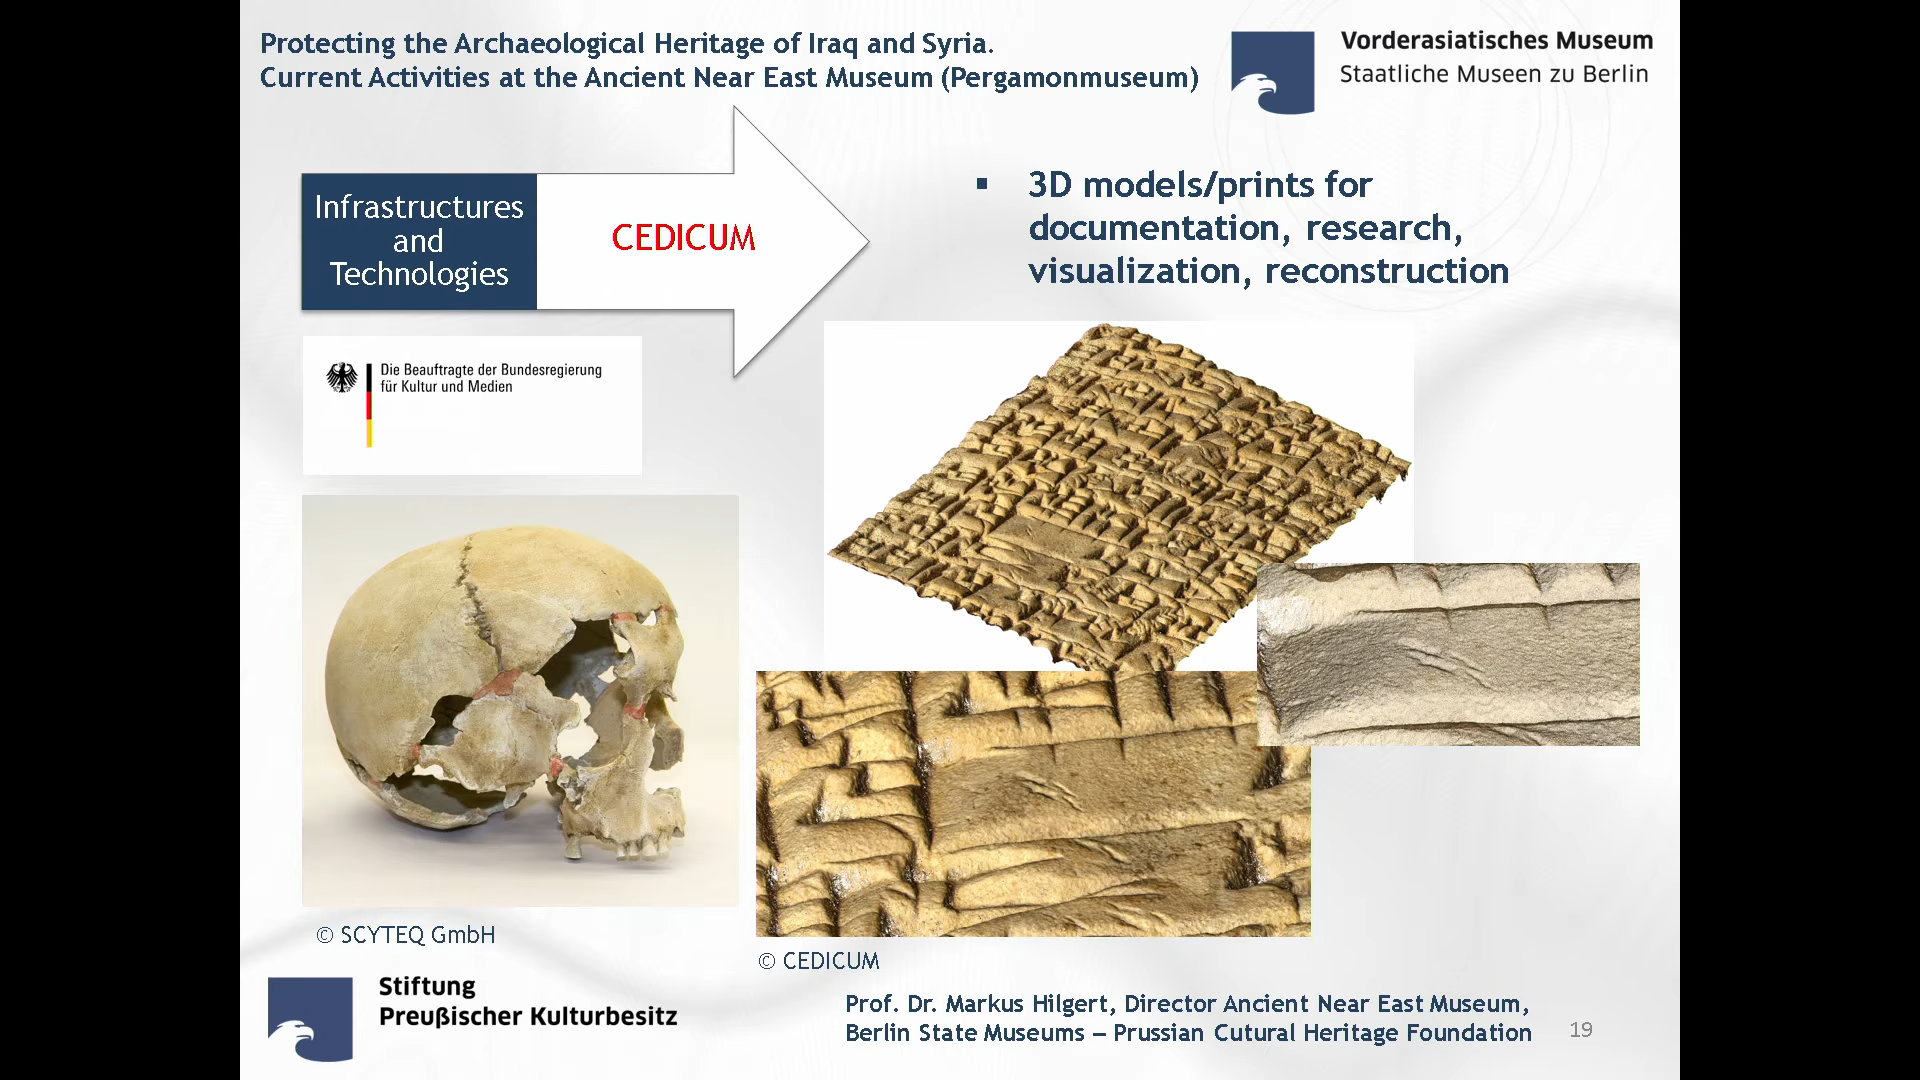 Protecting the Archaeological Heritage of Iraq and Syria.
Current Activities at the Ancient Near East Museum (Pergamonmuseum)
Vorderasiatisches Museum
Staatliche Museen zu Berlin
Infrastructures
and
Technologies
CEDICUM
▪ 3D models/prints for
documentation, research,
visualization, reconstruction
Die Beauftragte der Bundesregierung
für Kultur und Medien
© SCYTEQ GmbH
© CEDICUM
Stiftung
Preußischer Kulturbesitz
Prof. Dr. Markus Hilgert, Director Ancient Near East Museum,
Berlin State Museums – Prussian Cutural Heritage Foundation
19